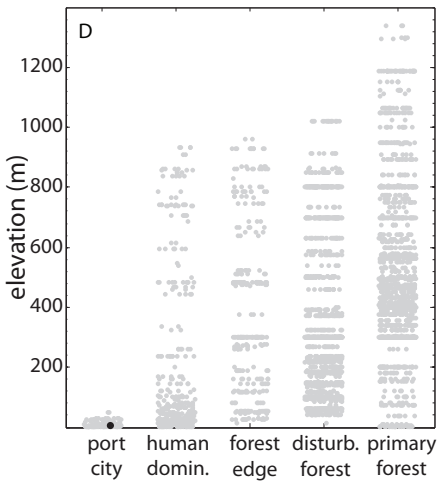 D
1200
1000
800
600
400
200
elevation (m)
port city
human domin.
forest edge
disturb. forest
primary forest